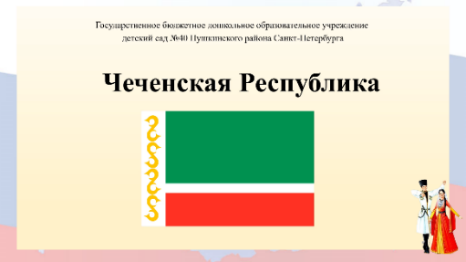 Государственное бюджетное дошкольное образовательное учреждение
детский сад №40 Пушкинского района Санкт-Петербурга
Чеченская Республика